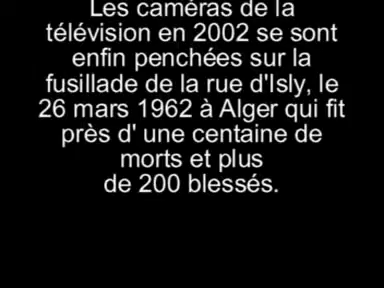 Les caméras de la
télévision en 2002 se sont
enfin penchées sur la
fusillade de la rue d'Isly, le
26 mars 1962 à Alger qui fit
près d' une centaine de
morts et plus
de 200 blessés.